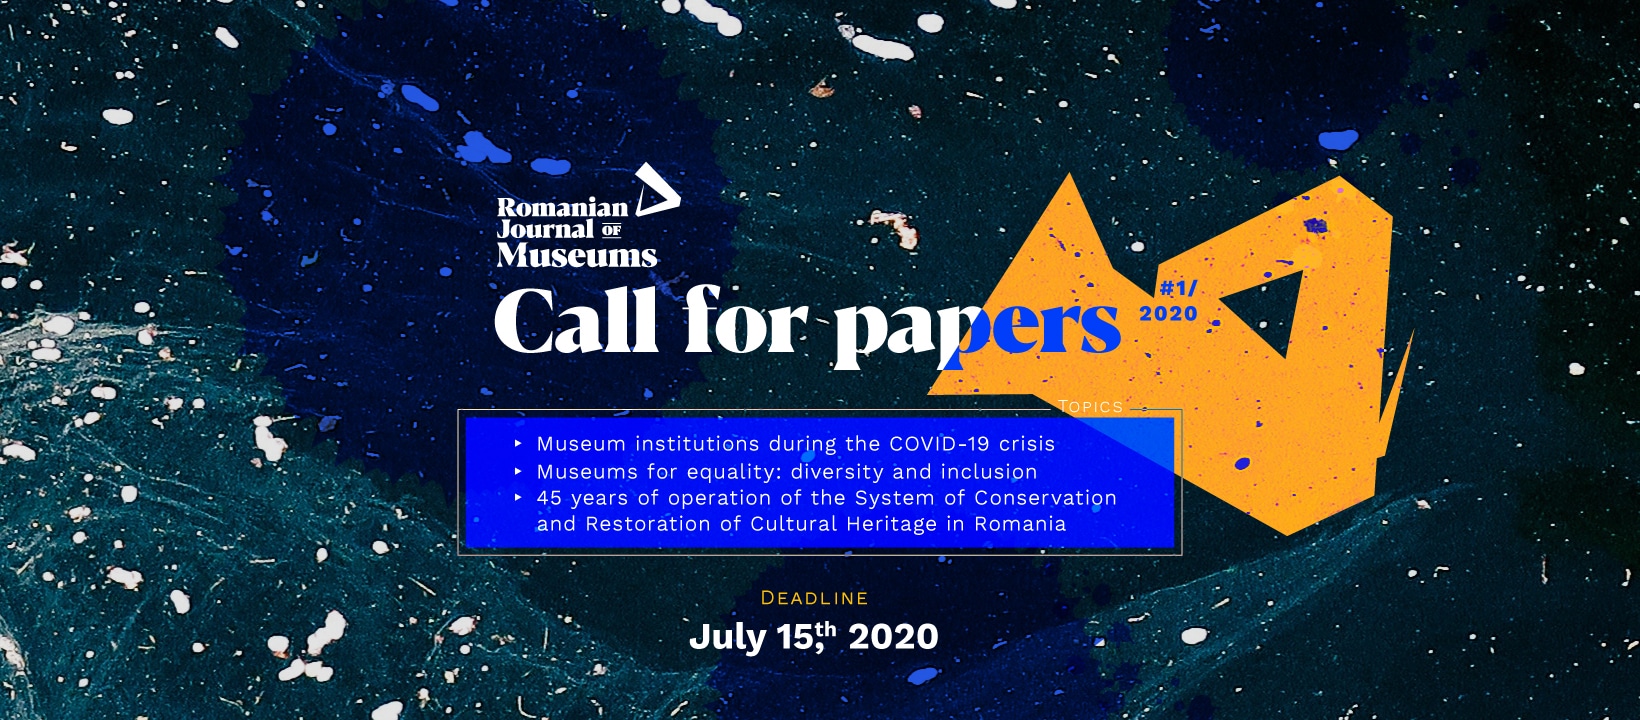 Romanian
Journal OF
Museums
Call for papers
#1/
2020
TOPICS
‣ Museum institutions during the COVID-19 crisis
‣ Museums for equality: diversity and inclusion
‣ 45 years of operation of the System of Conservation
and Restoration of Cultural Heritage in Romania
DEADLINE
July 15,th 2020